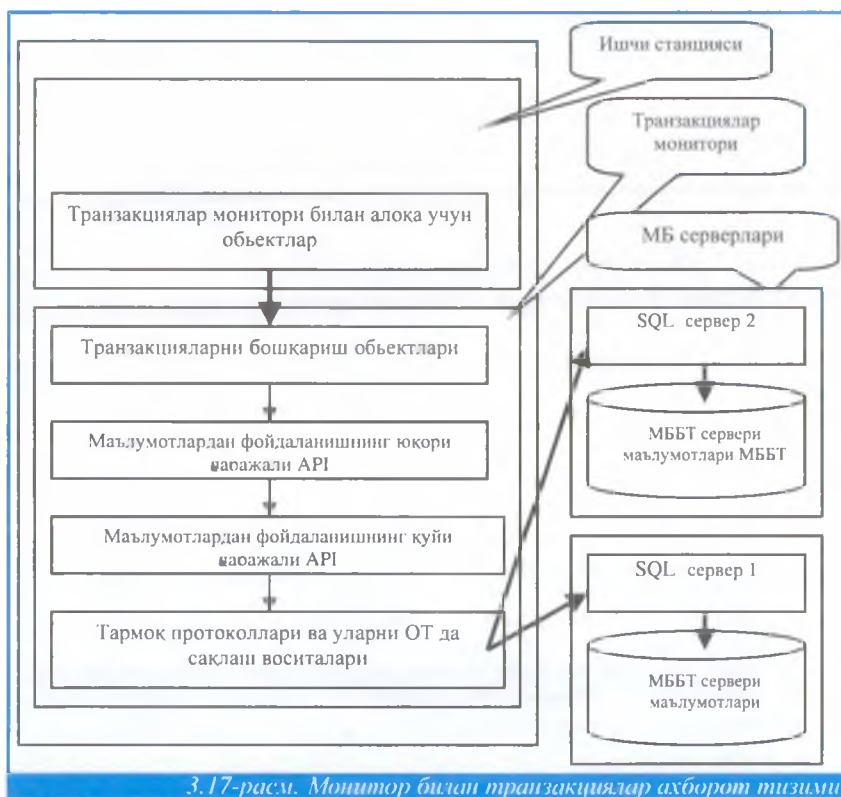 Ишчи станцияси
Транзакциялар
монитори
МБ серверлари
Транзакциялар монитори билан алоқа учун
обьектлар
Транзакцияларни бошқариш обьектлари
Маълумотлардан фойдаланишнинг юқори
даражали API
Маълумотлардан фойдаланишнинг қуйи
даражали API
Тармоқ протоколлари ва уларни ОТ да
сақлаш воситалари
SQL сервер 2
МББТ сервери
маълумотлари МББТ
SQL сервер 1
МББТ сервери
маълумотлари
3.17-расм. Монитор билан транзакциялар ахборот тизими